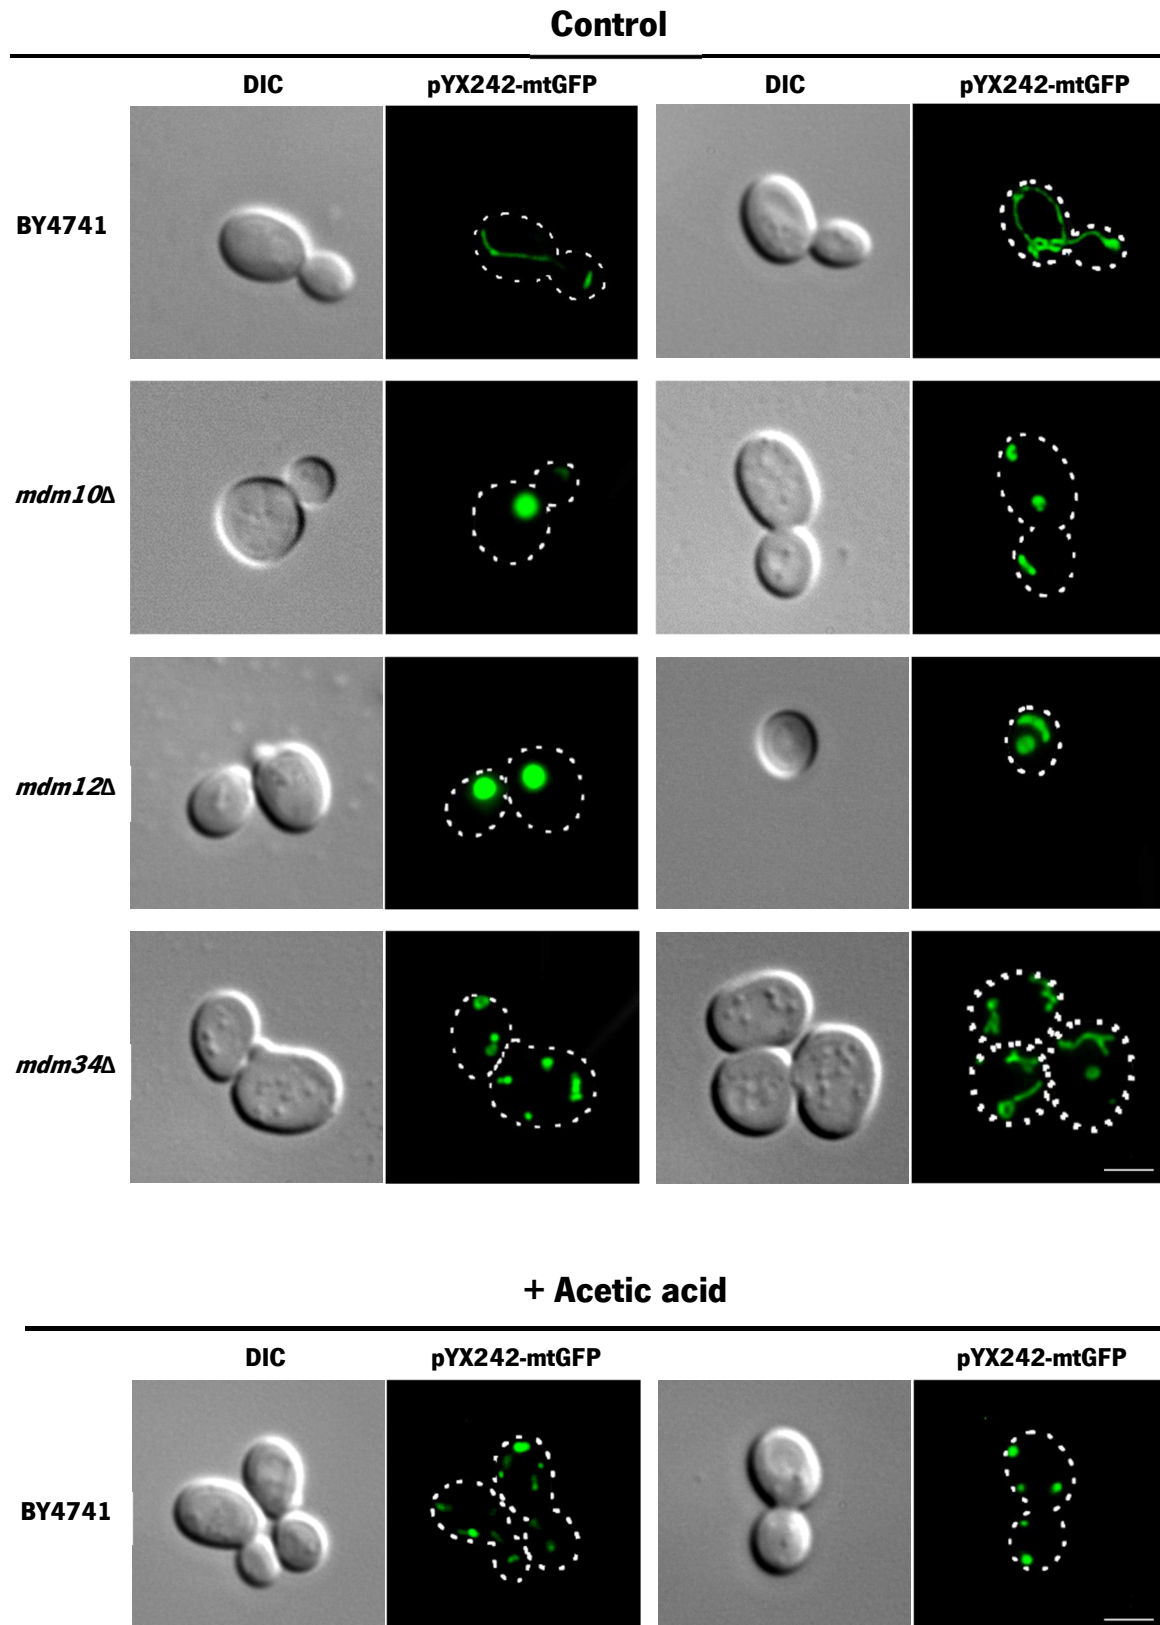 Control
DIC pYX242-mtGFP DIC pYX242-mtGFP
BY4741
mdm10Δ
mdm12Δ
mdm34Δ
+ Acetic acid
DIC pYX242-mtGFP pYX242-mtGFP
BY4741